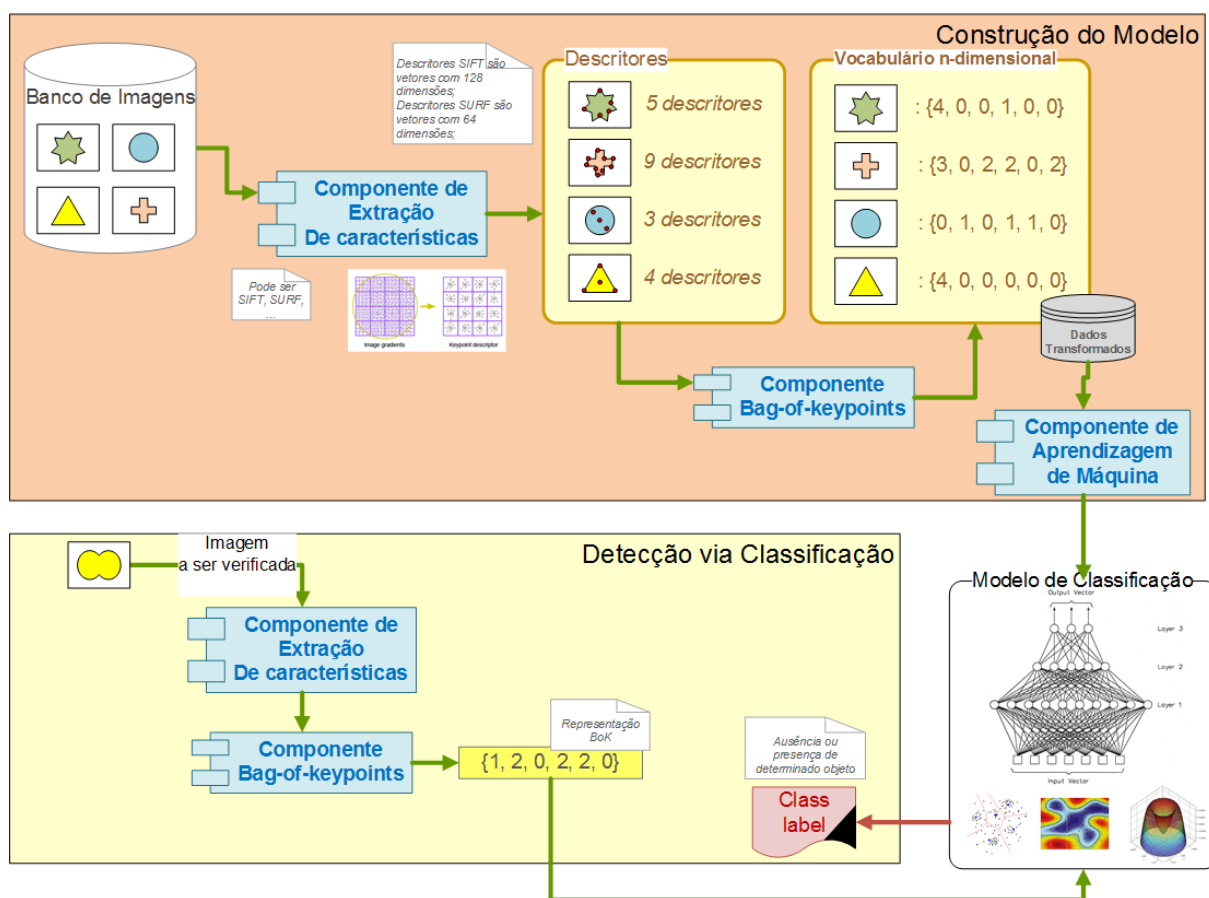 Construção do Modelo
Banco de Imagens
Descritores SIFT são
vetores com 128
dimensões;
Descritores SURF são
vetores com 64
dimensões;
Componente de
Extração
De características
Pode ser
SIFT, SURF,
...
Image gradients
Keypoint descriptor
Descritores
5 descritores
9 descritores
3 descritores
4 descritores
Vocabulário n-dimensional
: {4, 0, 0, 1, 0, 0}
: {3, 0, 2, 2, 0, 2}
: {0, 1, 0, 1, 1, 0}
: {4, 0, 0, 0, 0, 0}
Dados
Transformados
Componente
Bag-of-keypoints
Componente de
Aprendizagem
de Máquina
Detecção via Classificação
Imagem
a ser verificada
Componente de
Extração
De características
Componente
Bag-of-keypoints
Representação
BoK
{1, 2, 0, 2, 2, 0}
Ausência ou
presença de
determinado objeto
Class
label
Modelo de Classificação
Output Vector
Layer 3
Layer 2
Layer 1
Input Vector